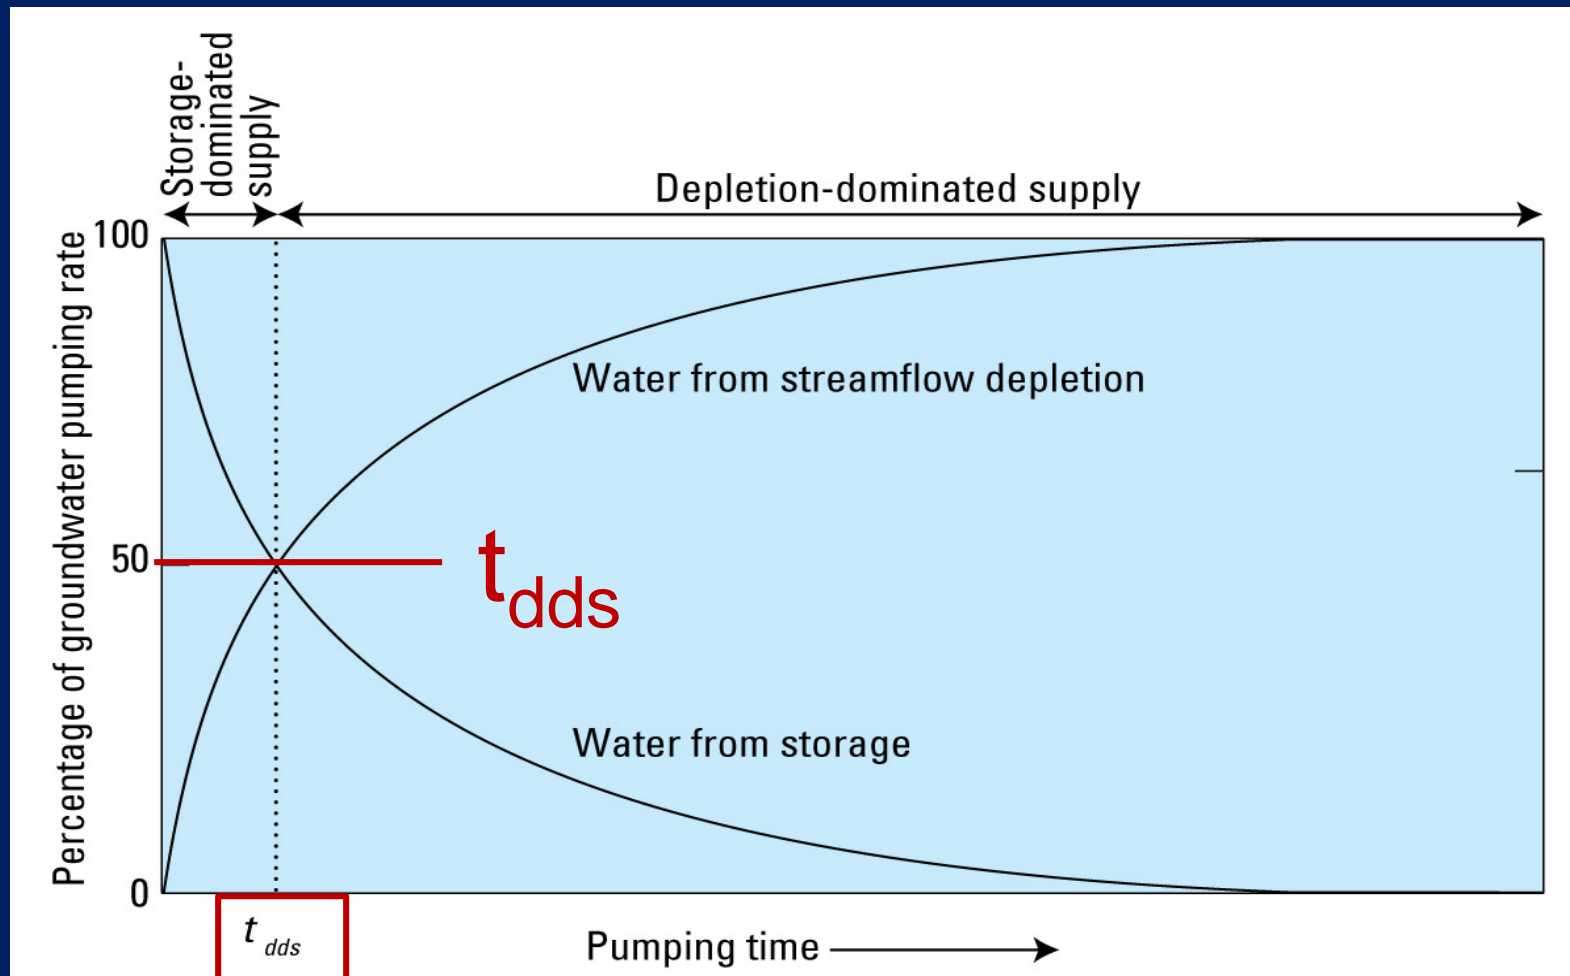 Storage-
dominated
supply
Depletion-dominated supply
Percentage of groundwater pumping rate
100
Water from streamflow depletion
50
tdds
Water from storage
0
t dds
Pumping time